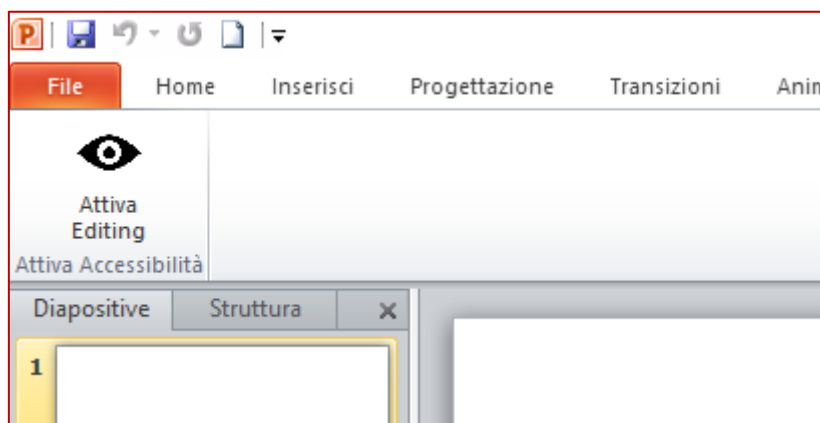 File Home Inserisci Progettazione Transizioni
Attiva
Editing
Attiva Accessibilità
Diapositive Struttura
1